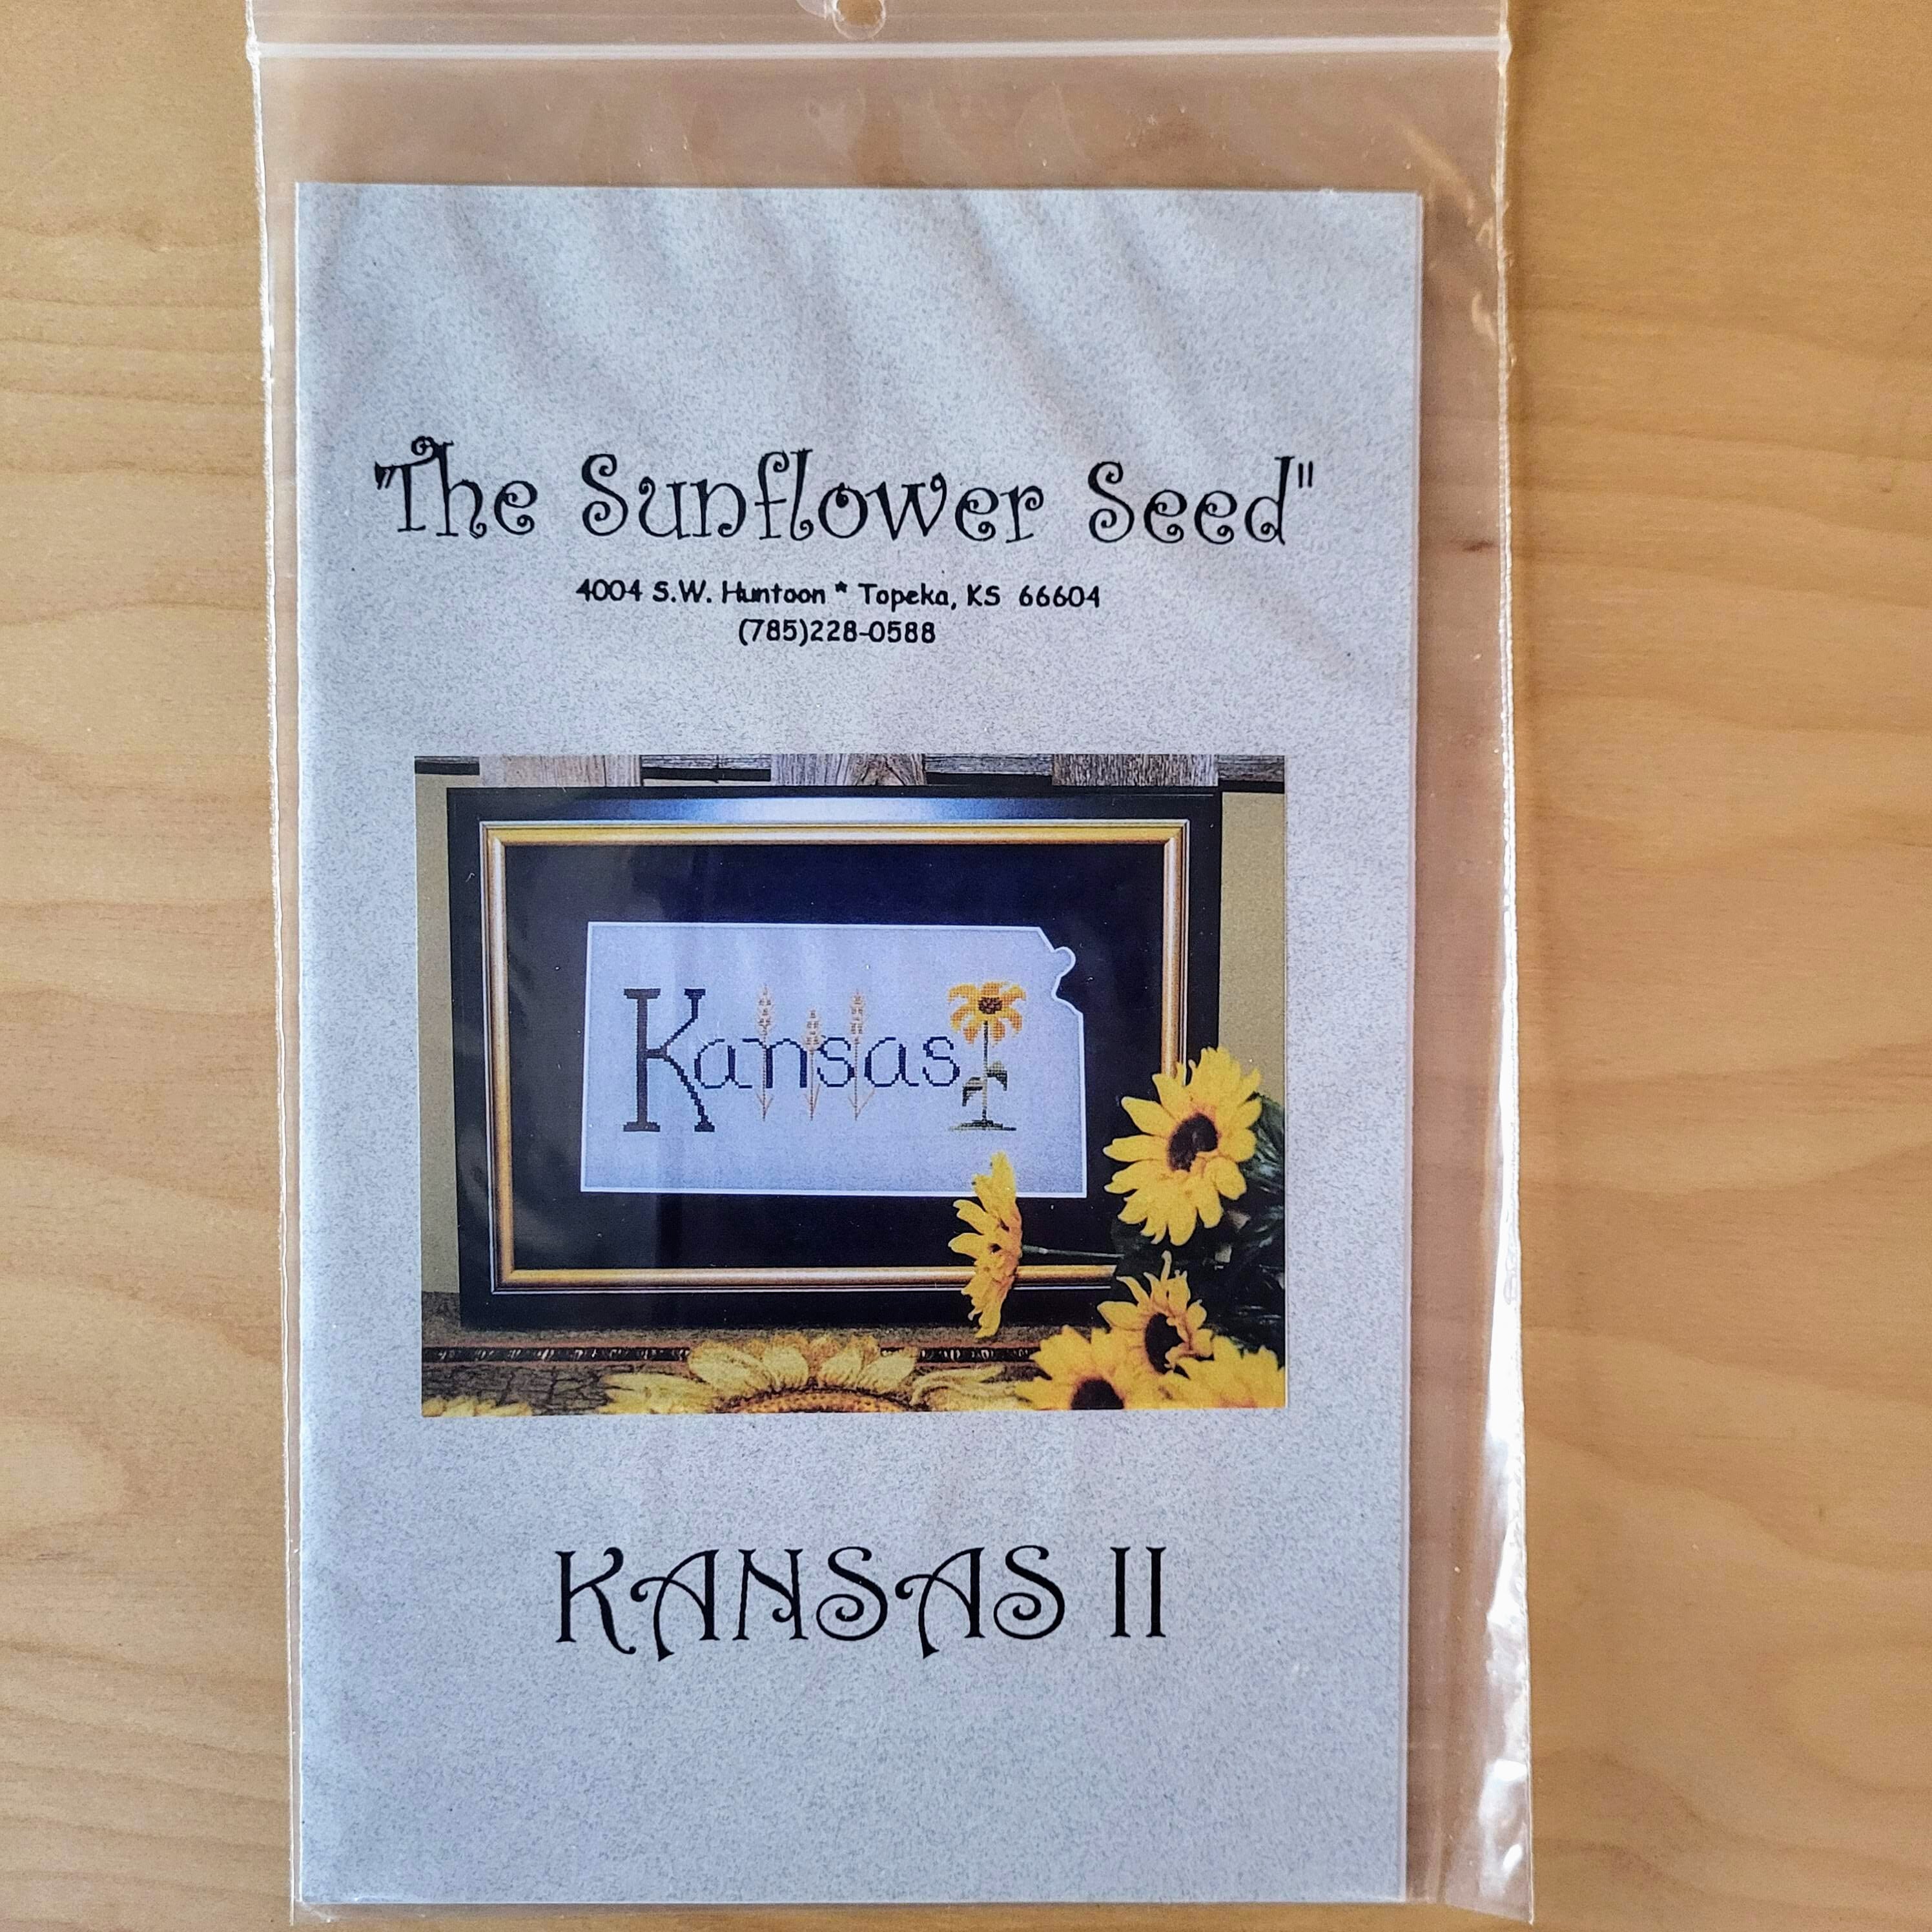 "The Sunflower Seed"
4004 S.W. Huntoon * Topeka, KS 66604
(785)228-0588
Kansas
KANSAS II